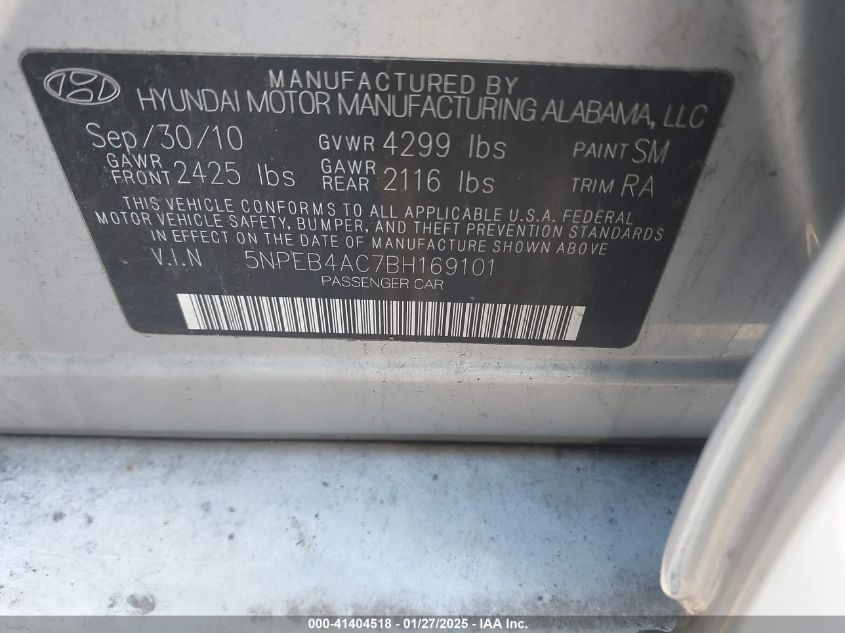 MANUFACTURED BY
HYUNDAI MOTOR MANUFACTURING ALABAMA, LLC
Sep/30/10 GVWR 4299 lbs PAINT SM
GAWR FRONT 2425 lbs GAWR REAR 2116 lbs TRIM RA
THIS VEHICLE CONFORMS TO ALL APPLICABLE U.S.A. FEDERAL
MOTOR VEHICLE SAFETY, BUMPER, AND THEFT PREVENTION STANDARDS
IN EFFECT ON THE DATE OF MANUFACTURE SHOWN ABOVE.
V.I.N 5NPEB4AC7BH169101
PASSENGER CAR
000-41404518 - 01/27/2025 - IAA Inc.